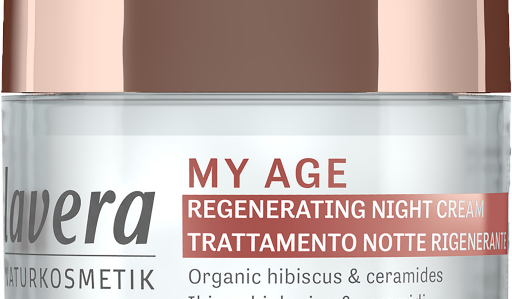 lavera
NATURKOSMETIK
MY AGE
REGENERATING NIGHT CREAM
TRATTAMENTO NOTTE RIGENERANTE
Organic hibiscus & ceramides